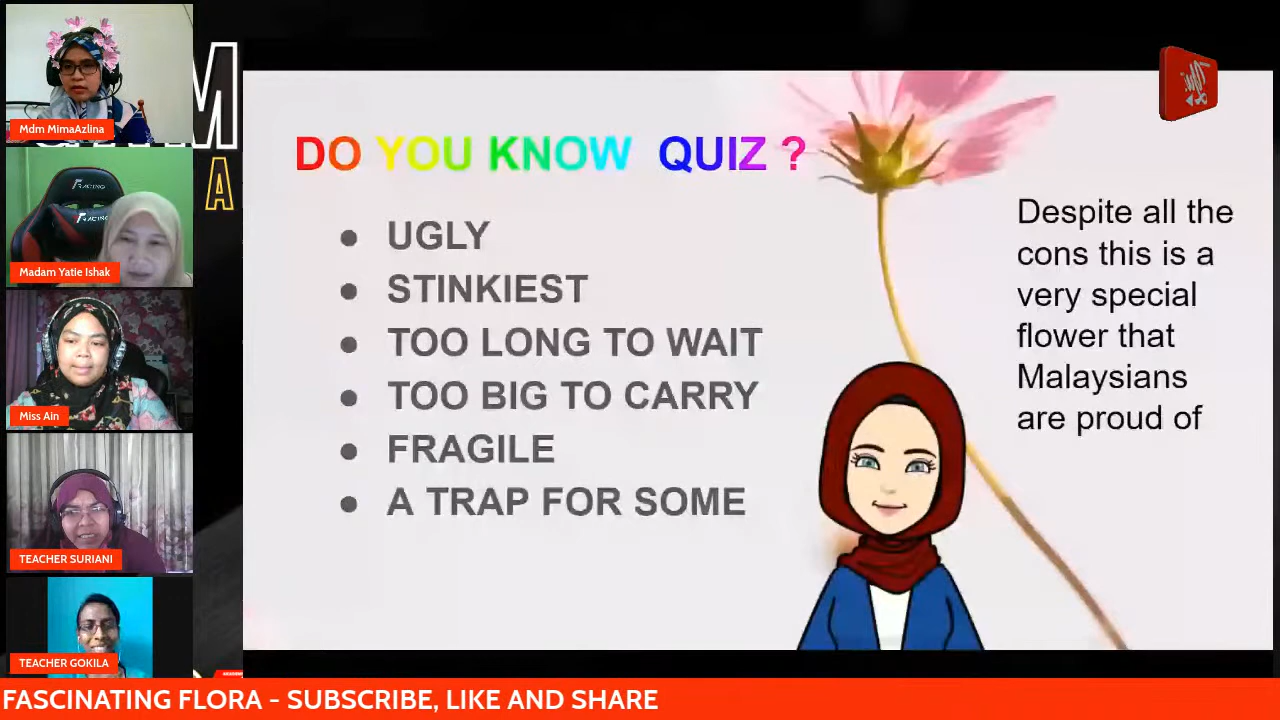 Mdm MimaAzlina
Madam Yatie Ishak
Miss Ain
TEACHER SURIANI
TEACHER GOKILA
M
A
DO YOU KNOW QUIZ ?
● UGLY
● STINKIEST
● TOO LONG TO WAIT
● TOO BIG TO CARRY
● FRAGILE
● A TRAP FOR SOME
Despite all the
cons this is a
very special
flower that
Malaysians
are proud of
FASCINATING FLORA - SUBSCRIBE, LIKE AND SHARE